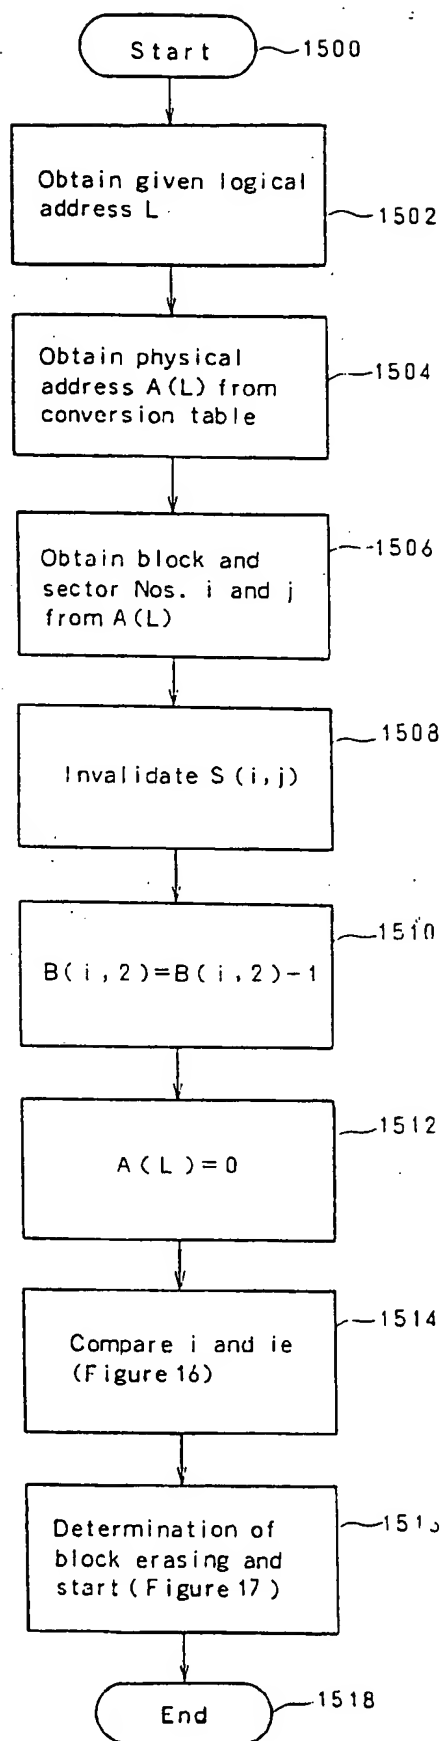 Start
1500
Obtain given logical
address L
1502
Obtain physical
address A(L) from
conversion table
1504
Obtain block and
sector Nos. i and j
from A(L)
1506
Invalidate S(i,j)
1508
B(i,2)=B(i,2)-1
1510
A(L)=0
1512
Compare i and ie
(Figure 16)
1514
Determination of
block erasing and
start (Figure 17)
End
1518